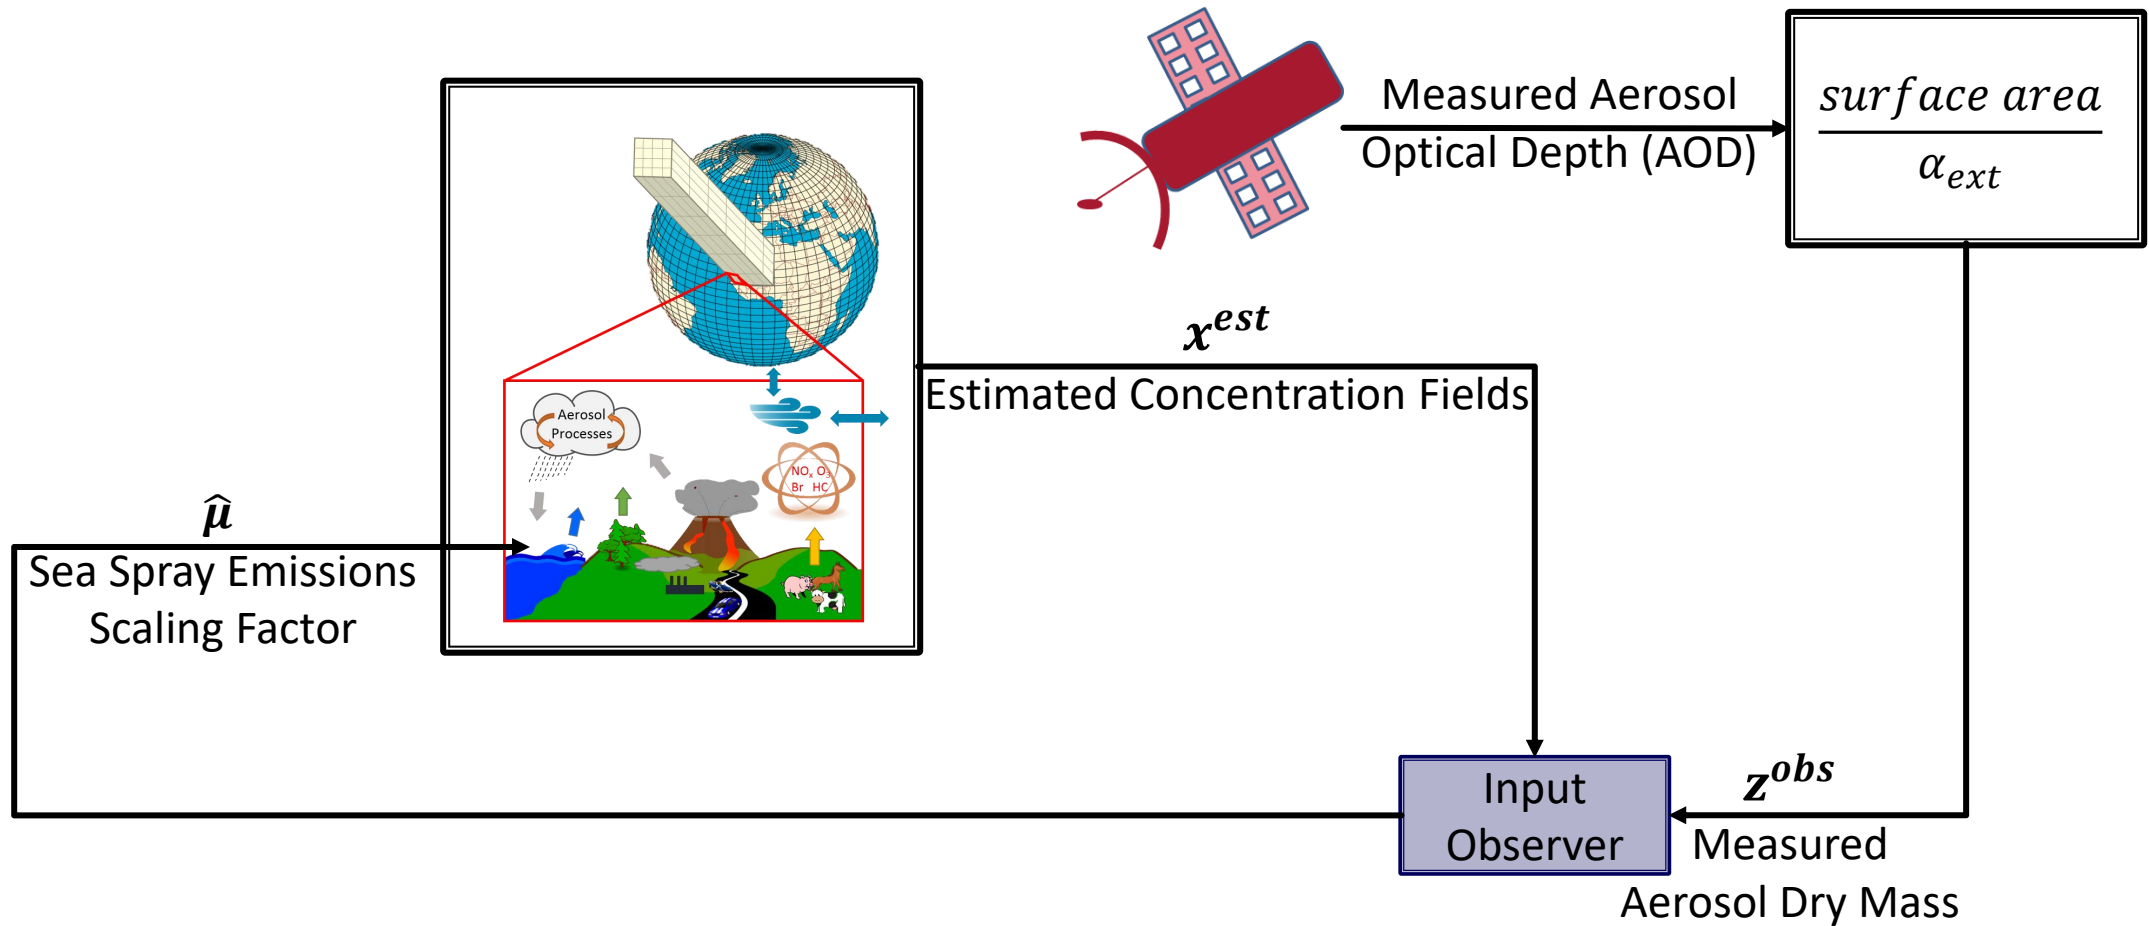 Measured Aerosol
Optical Depth (AOD)
surface area
α_ext
x^est
Estimated Concentration Fields
Aerosol
Processes
NOₓ O₃
Br HC
μ̂
Sea Spray Emissions
Scaling Factor
Input
Observer
z^obs
Measured
Aerosol Dry Mass